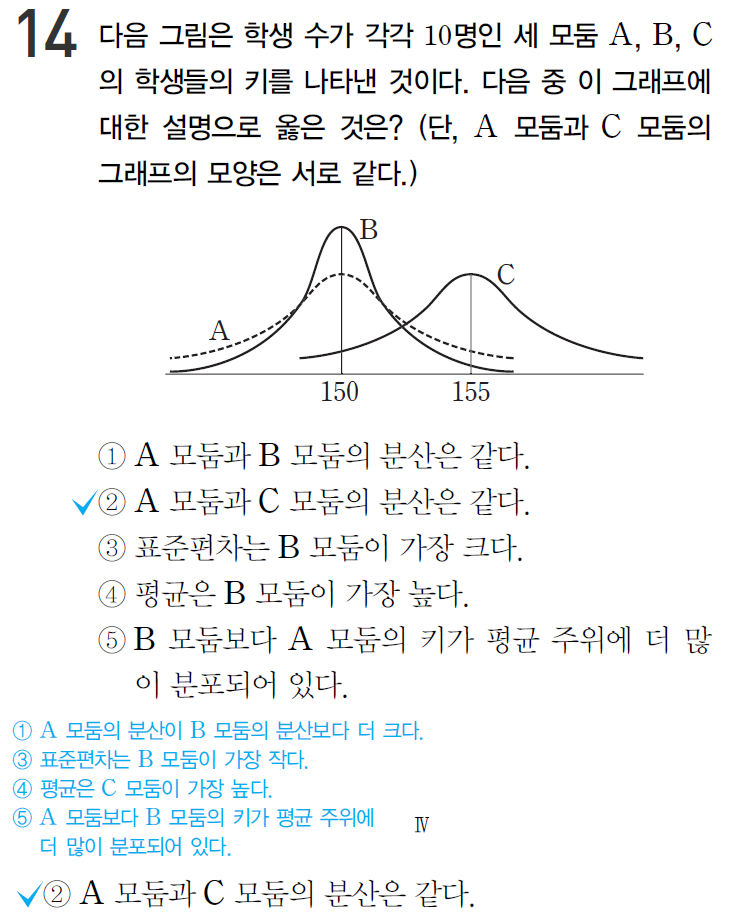 14 다음 그림은 학생 수가 각각 10명인 세 모둠 A, B, C
의 학생들의 키를 나타낸 것이다. 다음 중 이 그래프에
대한 설명으로 옳은 것은? (단, A 모둠과 C 모둠의
그래프의 모양은 서로 같다.)
B
C
A
150 155
① A 모둠과 B 모둠의 분산은 같다.
✓② A 모둠과 C 모둠의 분산은 같다.
③ 표준편차는 B 모둠이 가장 크다.
④ 평균은 B 모둠이 가장 높다.
⑤ B 모둠보다 A 모둠의 키가 평균 주위에 더 많
이 분포되어 있다.
① A 모둠의 분산이 B 모둠의 분산보다 더 크다.
③ 표준편차는 B 모둠이 가장 작다.
④ 평균은 C 모둠이 가장 높다.
⑤ A 모둠보다 B 모둠의 키가 평균 주위에
더 많이 분포되어 있다.
Ⅳ
✓② A 모둠과 C 모둠의 분산은 같다.